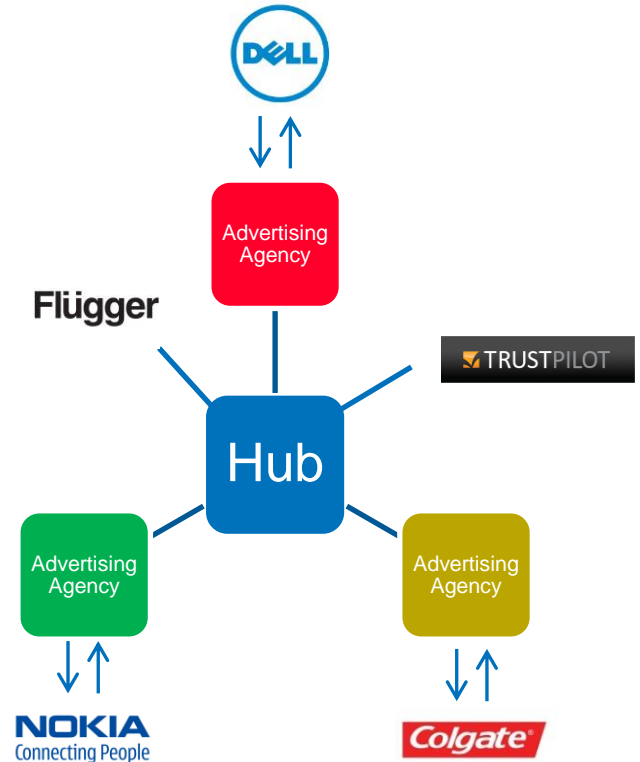 DELL
Advertising
Agency
Flügger
TRUSTPILOT
Hub
Advertising
Agency
Advertising
Agency
NOKIA
Connecting People
Colgate®